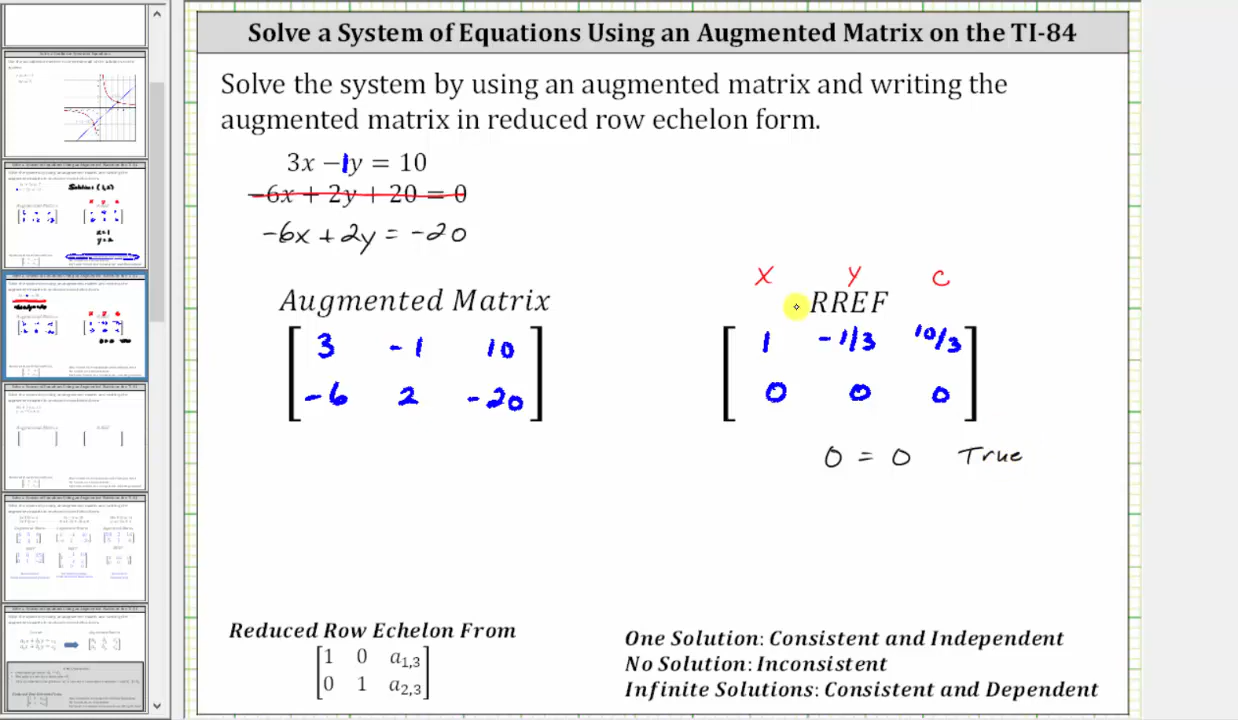 Solve a System of Equations Using an Augmented Matrix on the TI-84
Solve the system by using an augmented matrix and writing the
augmented matrix in reduced row echelon form.
3x − 1y = 10
−6x + 2y + 20 = 0
-6x + 2y = -20
x y c
Augmented Matrix
RREF
3 -1 10
-6 2 -20
1 -1/3 10/3
0 0 0
0 = 0 True
Reduced Row Echelon From
1 0 a1,3
0 1 a2,3
One Solution: Consistent and Independent
No Solution: Inconsistent
Infinite Solutions: Consistent and Dependent